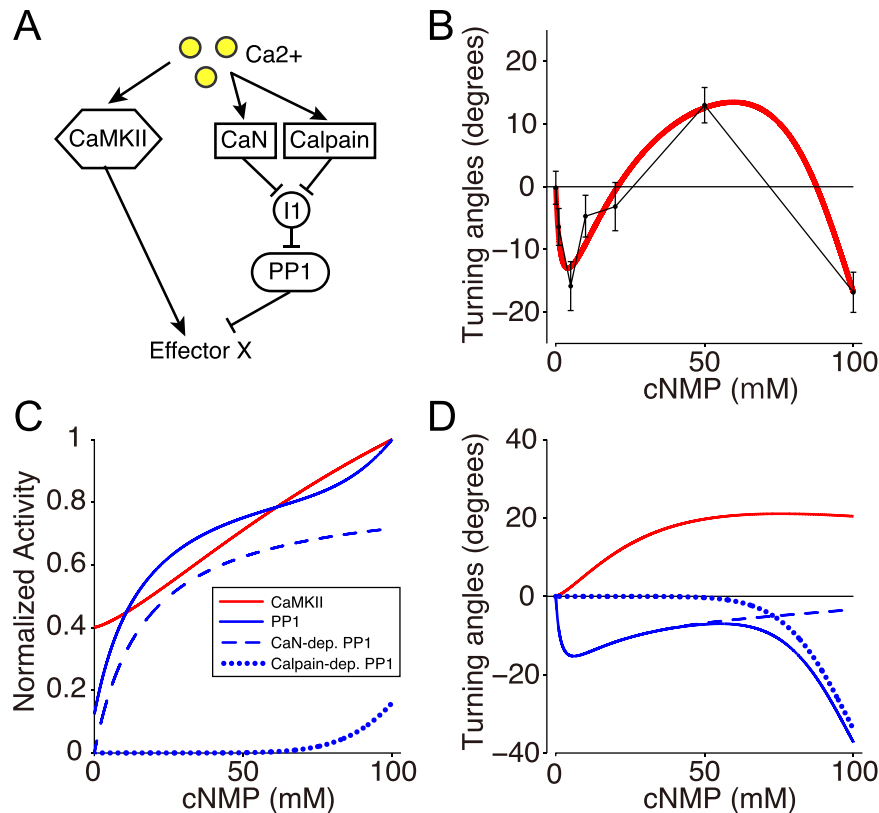 A
Ca2+
CaMKII
CaN
Calpain
I1
PP1
Effector X
B
Turning angles (degrees)
20
10
0
−10
−20
0
50
100
cNMP (mM)
C
Normalized Activity
1
0.8
0.6
0.4
0.2
0
0
50
100
cNMP (mM)
CaMKII
PP1
CaN-dep. PP1
Calpain-dep. PP1
D
Turning angles (degrees)
40
20
0
−20
−40
0
50
100
cNMP (mM)